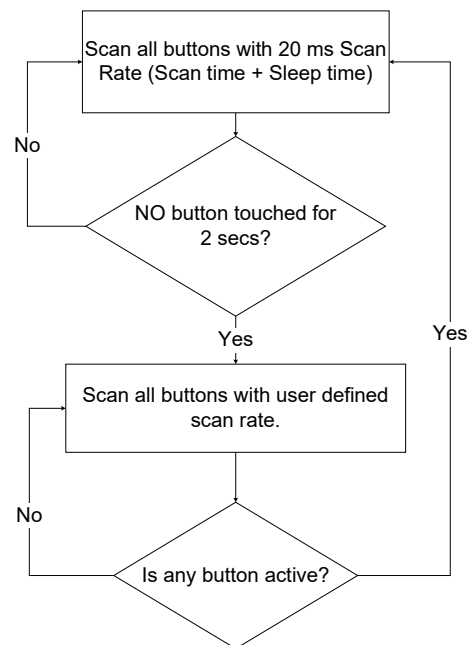 Scan all buttons with 20 ms Scan
Rate (Scan time + Sleep time)
No
NO button touched for
2 secs?
Yes
Yes
Scan all buttons with user defined
scan rate.
No
Is any button active?